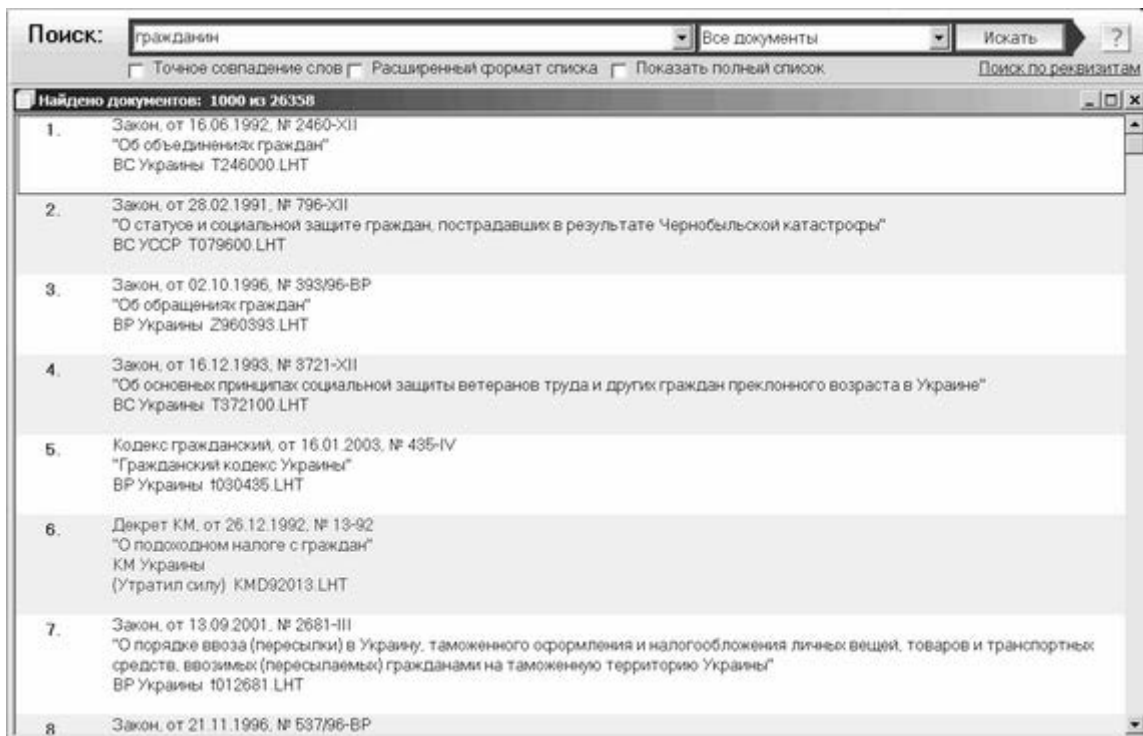 Поиск: гражданин Все документы Искать ?
Точное совпадение слов Расширенный формат списка Показать полный список Поиск по реквизитам
Найдено документов: 1000 из 26358
1. Закон, от 16.06.1992, № 2460-XII
"Об объединениях граждан"
ВС Украины T246000.LHT
2. Закон, от 28.02.1991, № 796-XII
"О статусе и социальной защите граждан, пострадавших в результате Чернобыльской катастрофы"
ВС УССР T079600.LHT
3. Закон, от 02.10.1996, № 393/96-ВР
"Об обращениях граждан"
ВР Украины Z960393.LHT
4. Закон, от 16.12.1993, № 3721-XII
"Об основных принципах социальной защиты ветеранов труда и других граждан преклонного возраста в Украине"
ВС Украины T372100.LHT
5. Кодекс гражданский, от 16.01.2003, № 435-IV
"Гражданский кодекс Украины"
ВР Украины t030435.LHT
6. Декрет КМ, от 26.12.1992, № 13-92
"О подоходном налоге с граждан"
КМ Украины
(Утратил силу) KMD92013.LHT
7. Закон, от 13.09.2001, № 2681-III
"О порядке ввоза (пересылки) в Украину, таможенного оформления и налогообложения личных вещей, товаров и транспортных
средств, ввозимых (пересылаемых) гражданами на таможенную территорию Украины"
ВР Украины t012681.LHT
8 Закон, от 21.11.1996, № 537/96-ВР